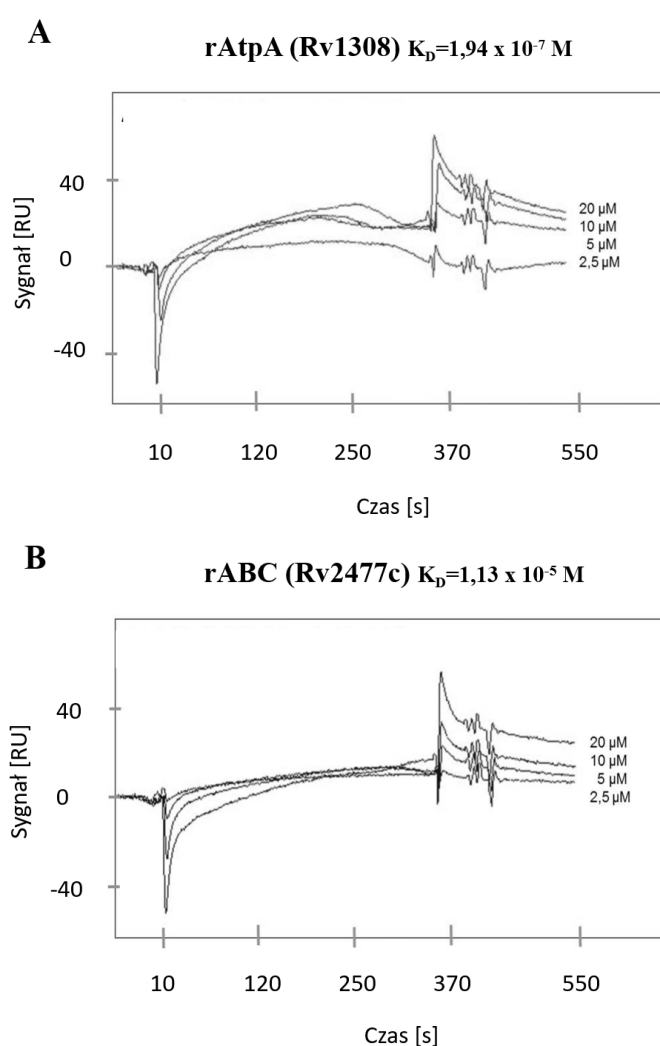 A
rAtpA (Rv1308) K_D=1,94 x 10⁻⁷ M
Sygnał [RU]
40
0
-40
20 µM
10 µM
5 µM
2,5 µM
10 120 250 370 550
Czas [s]
B
rABC (Rv2477c) K_D=1,13 x 10⁻⁵ M
Sygnał [RU]
40
0
-40
20 µM
10 µM
5 µM
2,5 µM
10 120 250 370 550
Czas [s]